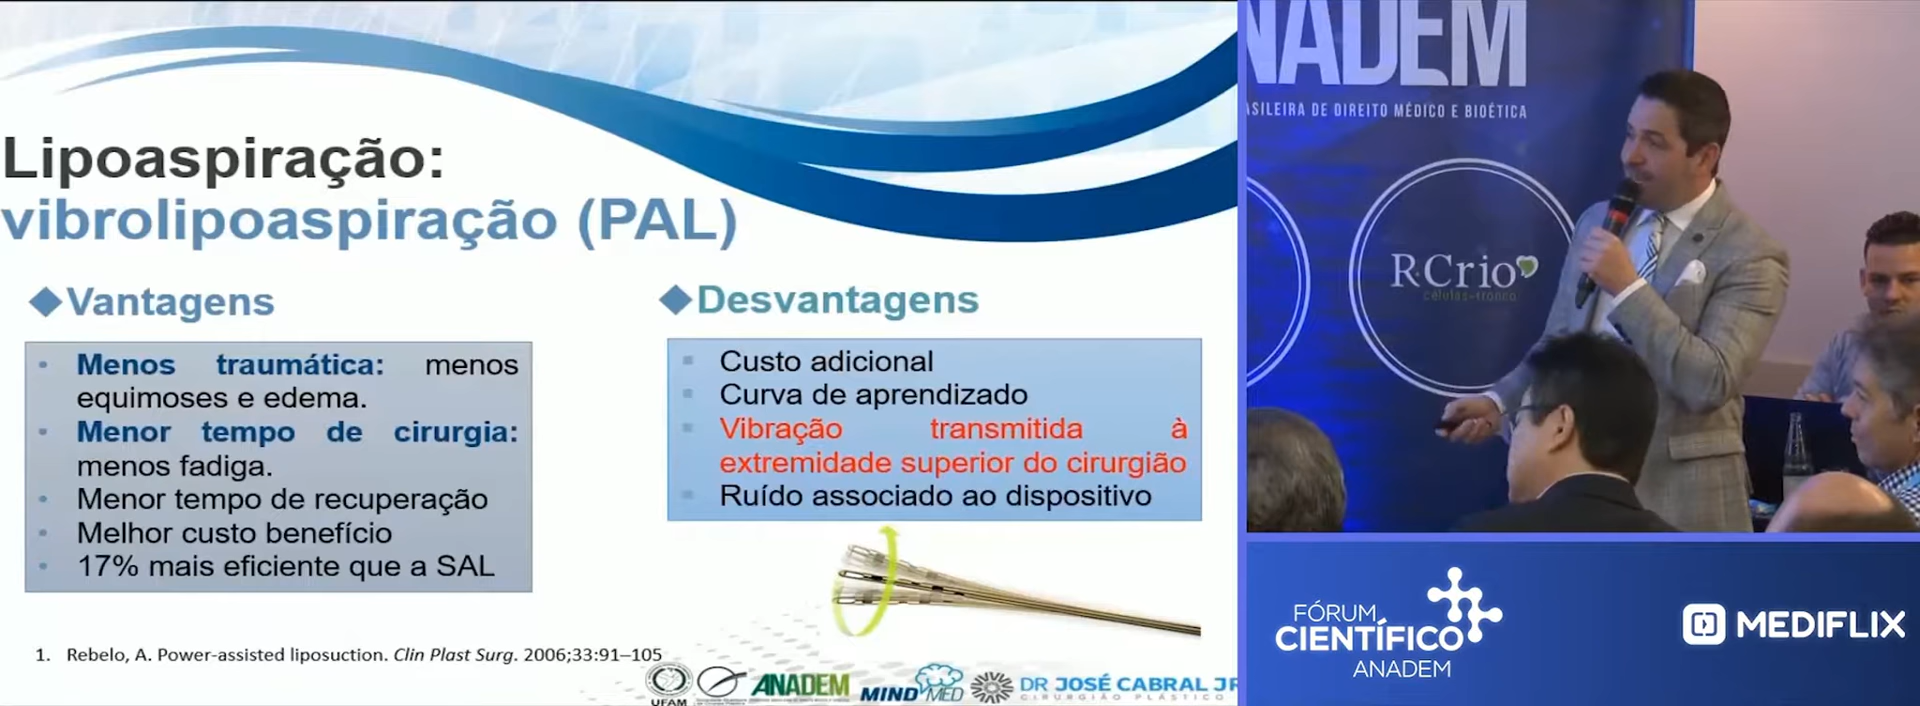 Lipoaspiração:
vibrolipoaspiração (PAL)
Vantagens
Menos traumática: menos
equimoses e edema.
Menor tempo de cirurgia:
menos fadiga.
Menor tempo de recuperação
Melhor custo benefício
17% mais eficiente que a SAL
Desvantagens
Custo adicional
Curva de aprendizado
Vibração transmitida à
extremidade superior do cirurgião
Ruído associado ao dispositivo
1. Rebelo, A. Power-assisted liposuction. Clin Plast Surg. 2006;33:91–105
UFAM
ANADEM
MIND MED
DR JOSÉ CABRAL JR
CIRURGIÃO PLÁSTICO
NADEM
ASILEIRA DE DIREITO MÉDICO E BIOÉTICA
R·Crio
células-tronco
FÓRUM
CIENTÍFICO
ANADEM
MEDIFLIX